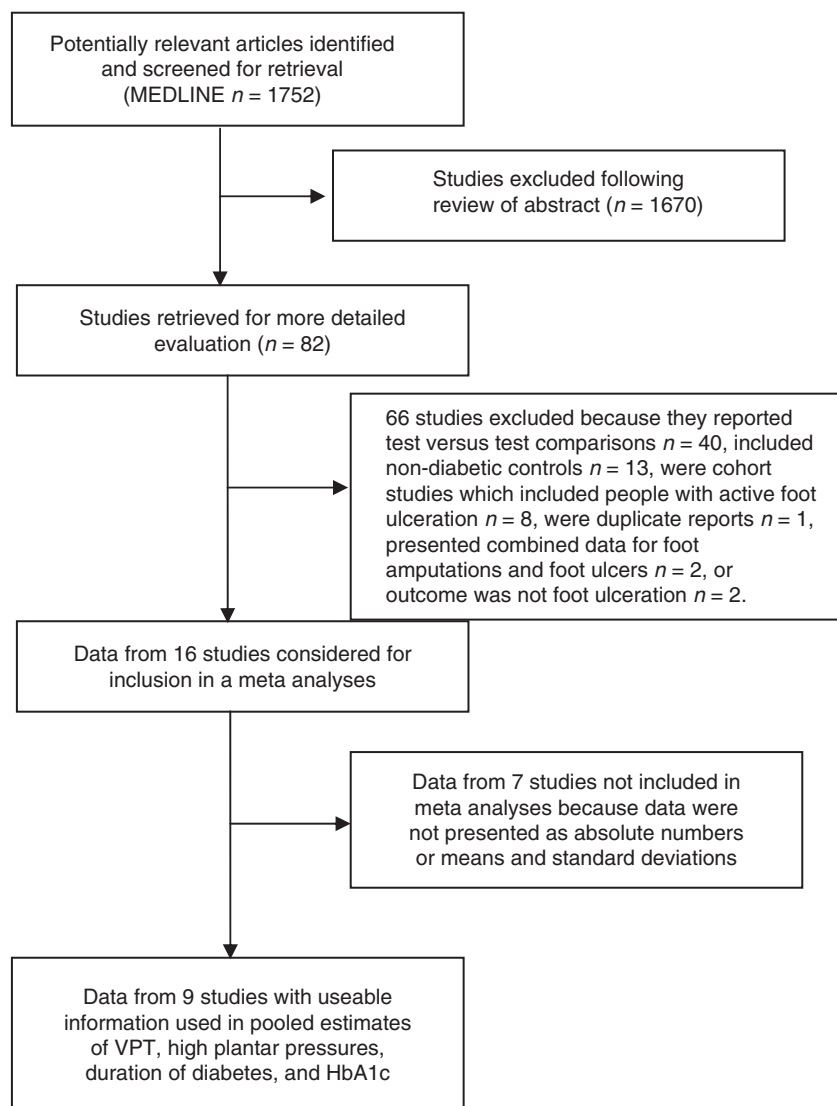 Potentially relevant articles identified
and screened for retrieval
(MEDLINE n = 1752)
Studies excluded following
review of abstract (n = 1670)
Studies retrieved for more detailed
evaluation (n = 82)
66 studies excluded because they reported
test versus test comparisons n = 40, included
non-diabetic controls n = 13, were cohort
studies which included people with active foot
ulceration n = 8, were duplicate reports n = 1,
presented combined data for foot
amputations and foot ulcers n = 2, or
outcome was not foot ulceration n = 2.
Data from 16 studies considered for
inclusion in a meta analyses
Data from 7 studies not included in
meta analyses because data were
not presented as absolute numbers
or means and standard deviations
Data from 9 studies with useable
information used in pooled estimates
of VPT, high plantar pressures,
duration of diabetes, and HbA1c